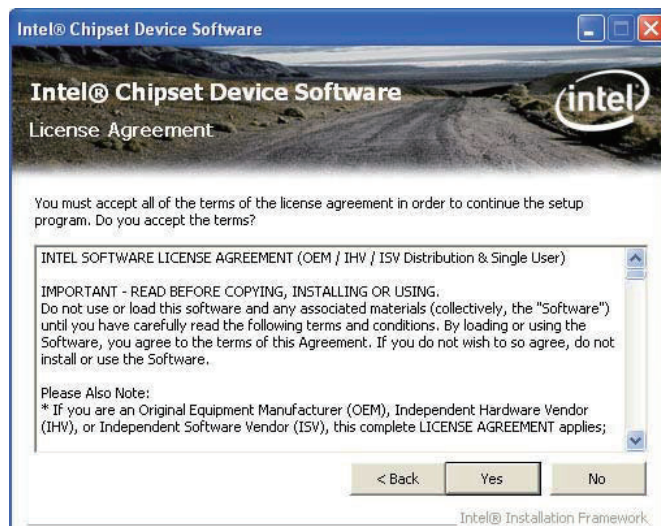 Intel® Chipset Device Software
Intel® Chipset Device Software
intel
License Agreement
You must accept all of the terms of the license agreement in order to continue the setup
program. Do you accept the terms?
INTEL SOFTWARE LICENSE AGREEMENT (OEM / IHV / ISV Distribution & Single User)
IMPORTANT - READ BEFORE COPYING, INSTALLING OR USING.
Do not use or load this software and any associated materials (collectively, the "Software")
until you have carefully read the following terms and conditions. By loading or using the
Software, you agree to the terms of this Agreement. If you do not wish to so agree, do not
install or use the Software.
Please Also Note:
* If you are an Original Equipment Manufacturer (OEM), Independent Hardware Vendor
(IHV), or Independent Software Vendor (ISV), this complete LICENSE AGREEMENT applies;
< Back Yes No
Intel® Installation Framework